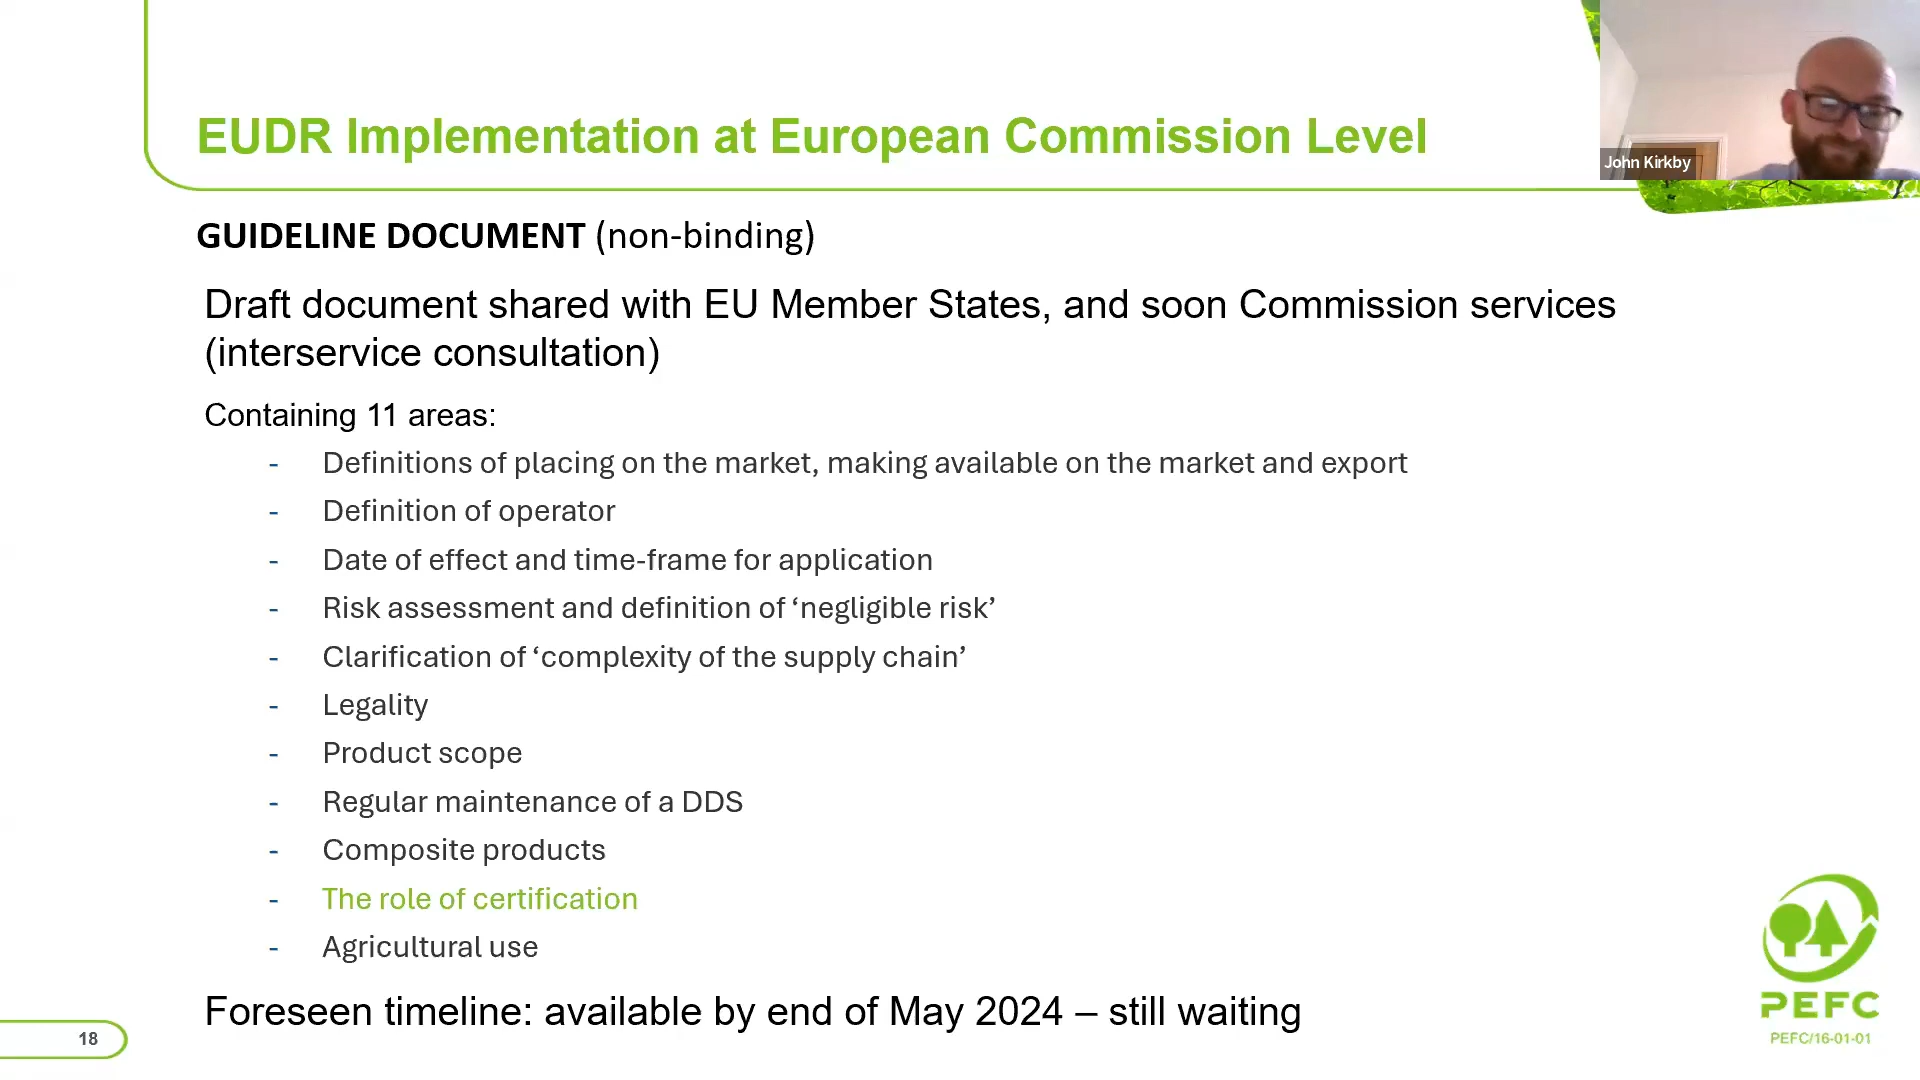 EUDR Implementation at European Commission Level
John Kirkby
GUIDELINE DOCUMENT (non-binding)
Draft document shared with EU Member States, and soon Commission services
(interservice consultation)
Containing 11 areas:
- Definitions of placing on the market, making available on the market and export
- Definition of operator
- Date of effect and time-frame for application
- Risk assessment and definition of ‘negligible risk’
- Clarification of ‘complexity of the supply chain’
- Legality
- Product scope
- Regular maintenance of a DDS
- Composite products
- The role of certification
- Agricultural use
Foreseen timeline: available by end of May 2024 – still waiting
18
PEFC
PEFC/16-01-01